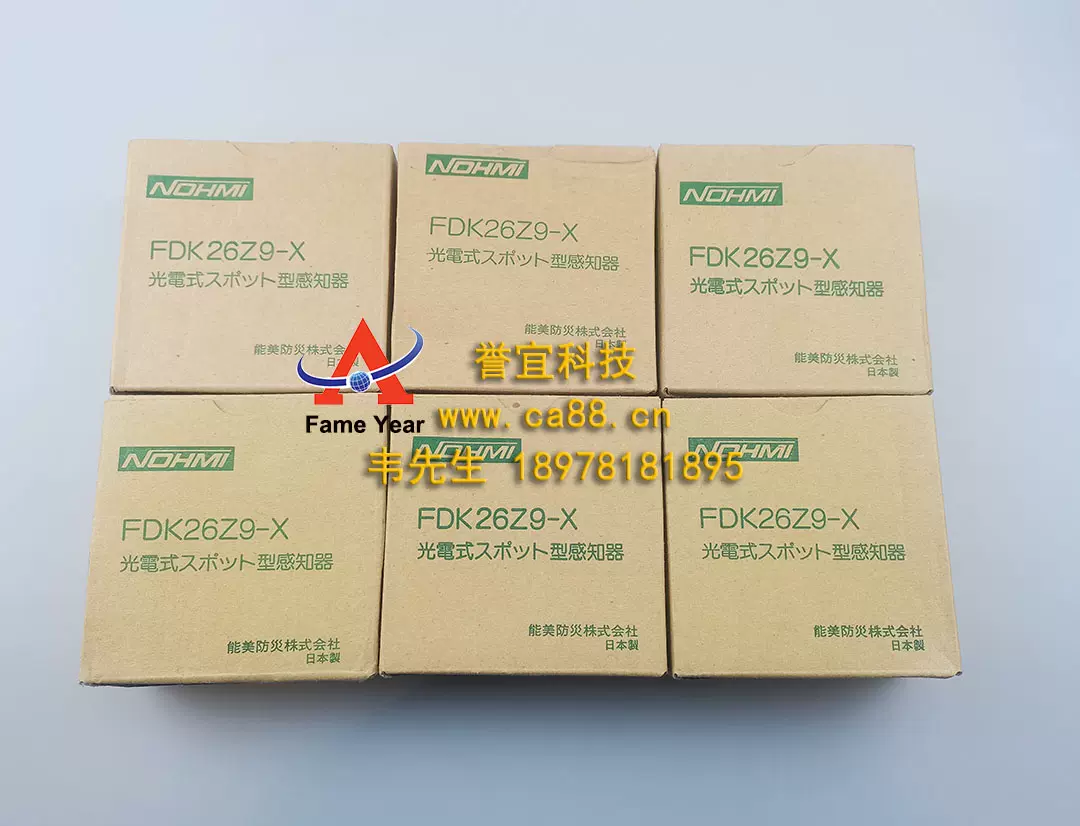 NOHMI
FDK26Z9-X
光電式スポット型感知器
能美防災株式会
日本製
NOHMI
FDK26Z9-X
光電式スポット型感知器
能美防災株式会社
日本製
NOHMI
FDK26Z9-X
光電式スポット型感知器
能美防災株式会社
日本製
Fame Year
誉宜科技
www.ca88.cn
韦先生 18978181895
NOHMI
FDK26Z9-X
光電式スポット型感知器
能美防災株式会社
日本製
NOHMI
FDK26Z9-X
光電式スポット型感知器
能美防災株式会社
日本製
NOHMI
FDK26Z9-X
光電式スポット型感知器
能美防災株式会社
日本製